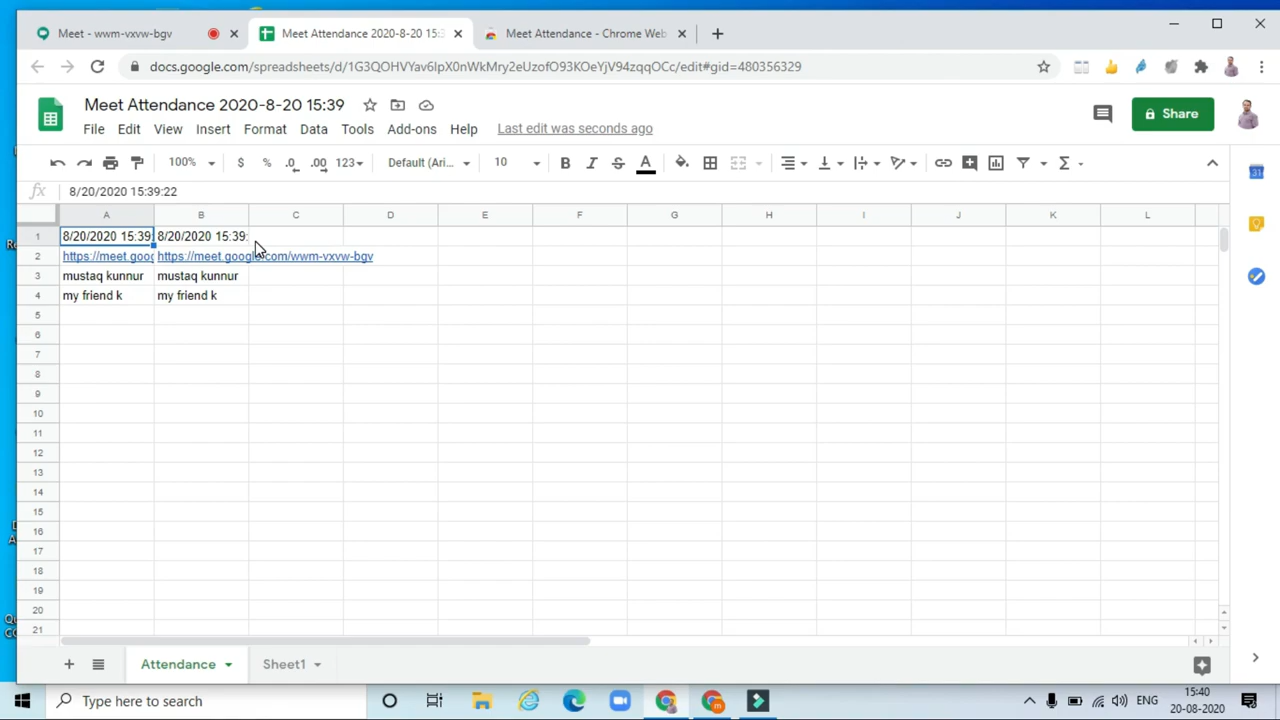 Meet - wwm-vxvw-bgv
Meet Attendance 2020-8-20 15:3
Meet Attendance - Chrome Web
docs.google.com/spreadsheets/d/1G3QOHVYav6IpX0nWkMry2eUzofO93KOeYjV94zqqOCc/edit#gid=480356329
Meet Attendance 2020-8-20 15:39
File Edit View Insert Format Data Tools Add-ons Help Last edit was seconds ago
Share
100% $ % .0 .00 123 Default (Ari... 10 B I S A
fx 8/20/2020 15:39:22
A B C D E F G H I J K L
1 8/20/2020 15:39: 8/20/2020 15:39:
2 https://meet.goog https://meet.google.com/wwm-vxvw-bgv
3 mustaq kunnur mustaq kunnur
4 my friend k my friend k
5
6
7
8
9
10
11
12
13
14
15
16
17
18
19
20
21
Attendance Sheet1
Type here to search
ENG
15:40
20-08-2020